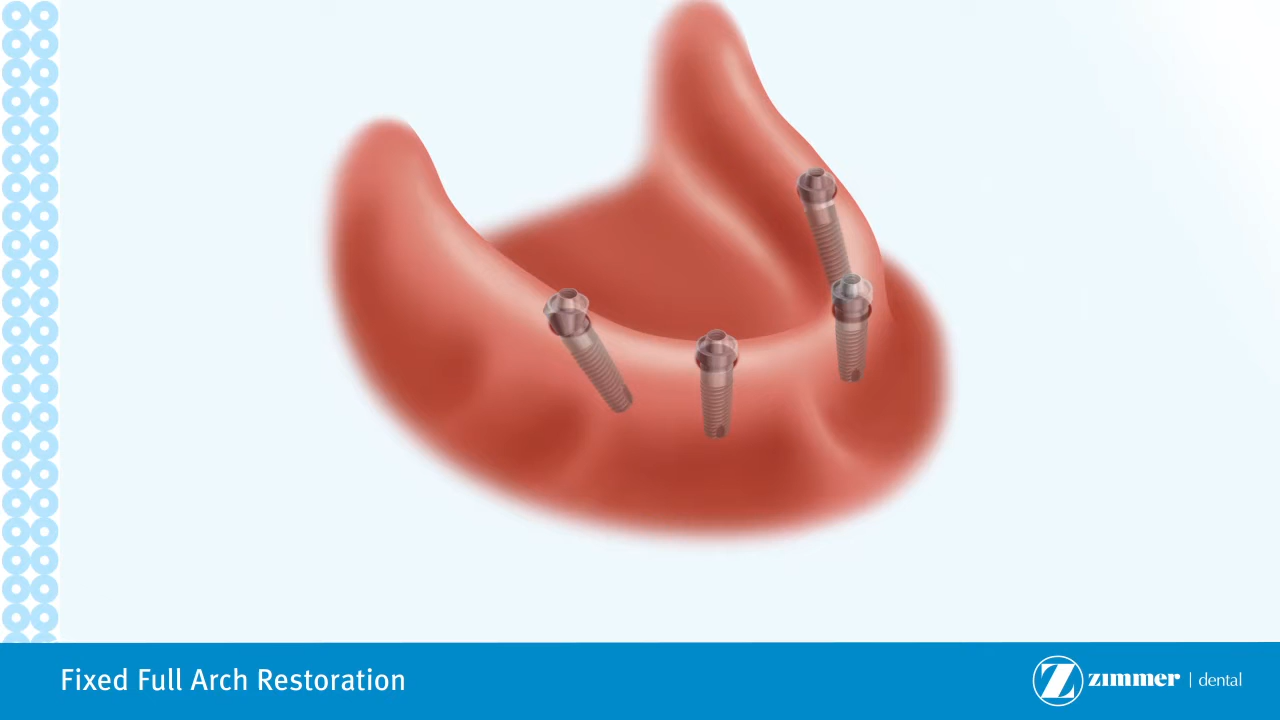 Fixed Full Arch Restoration
Z zimmer | dental